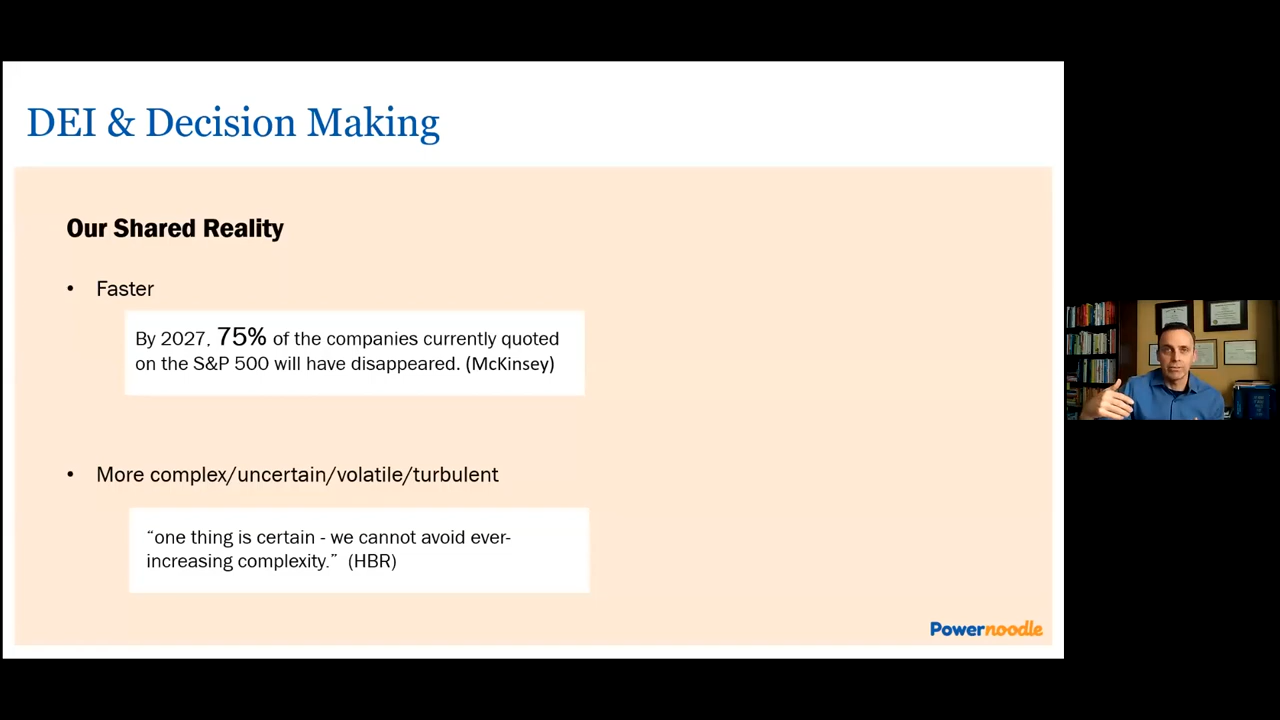 DEI & Decision Making
Our Shared Reality
• Faster
By 2027, 75% of the companies currently quoted
on the S&P 500 will have disappeared. (McKinsey)
• More complex/uncertain/volatile/turbulent
“one thing is certain - we cannot avoid ever-
increasing complexity.” (HBR)
Powernoodle